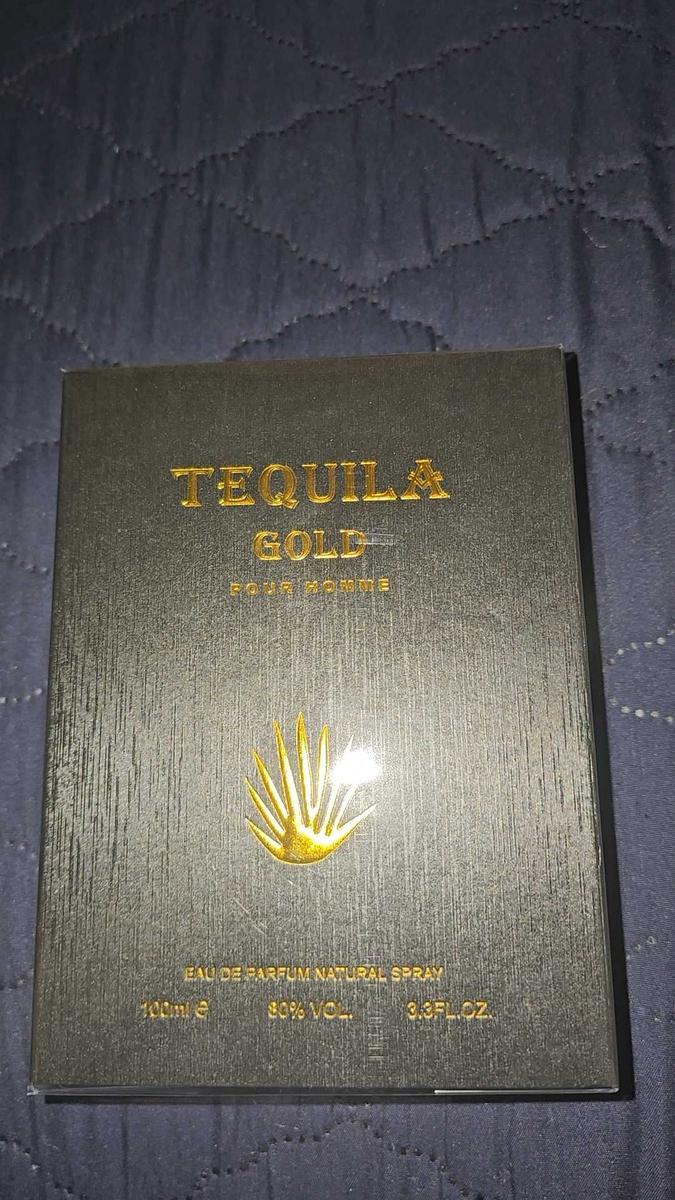 TEQUILA
GOLD
POUR HOMME
EAU DE PARFUM NATURAL SPRAY
100ml e 80% VOL. 3.3FL.OZ.